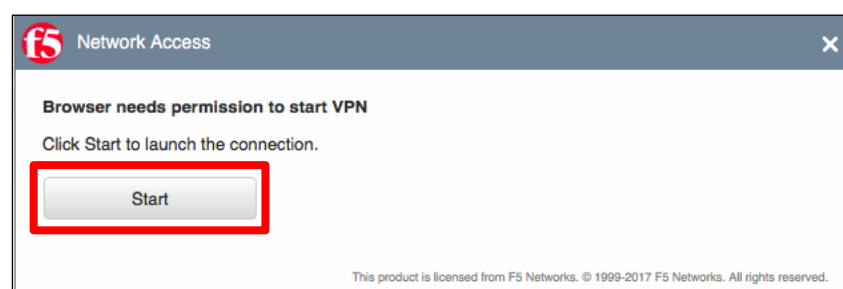 f5 Network Access
Browser needs permission to start VPN
Click Start to launch the connection.
Start
This product is licensed from F5 Networks. © 1999-2017 F5 Networks. All rights reserved.